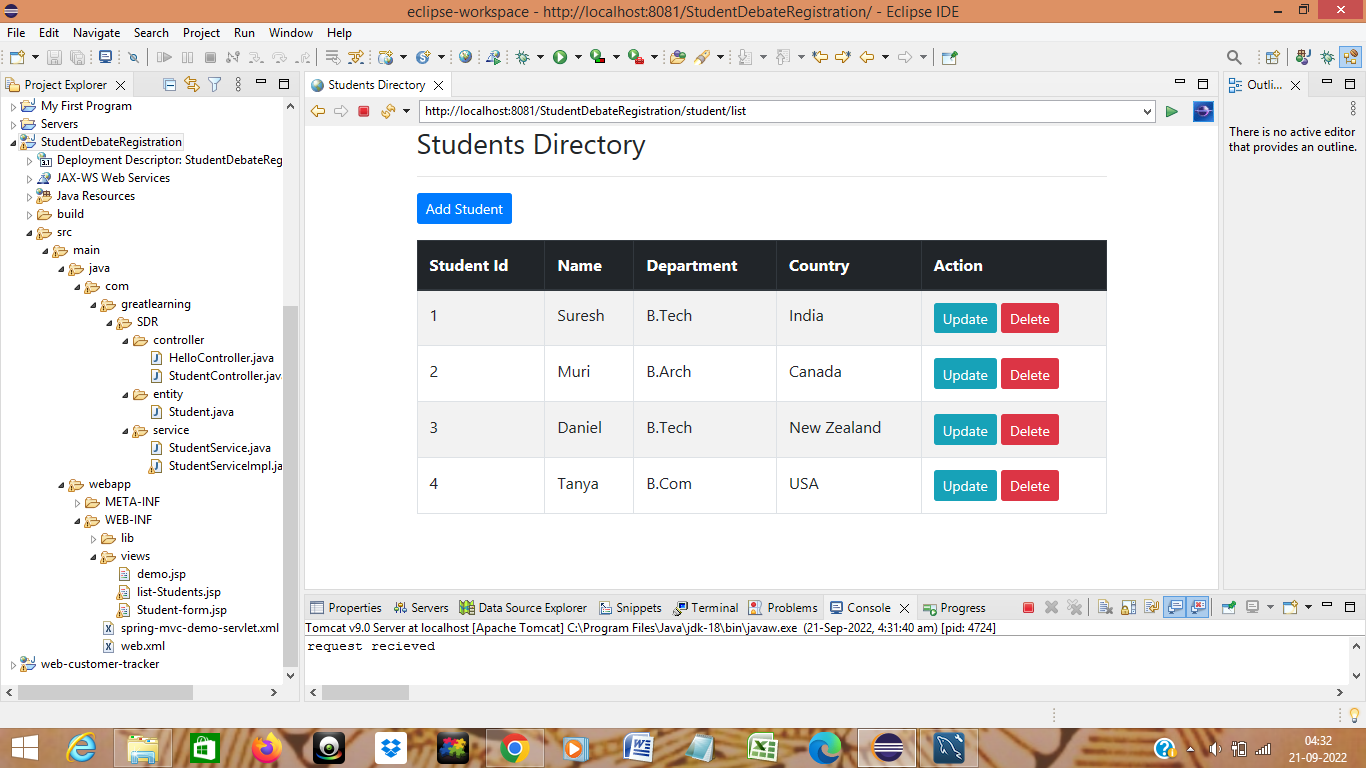 eclipse-workspace - http://localhost:8081/StudentDebateRegistration/ - Eclipse IDE
File Edit Navigate Search Project Run Window Help
Project Explorer
My First Program
Servers
StudentDebateRegistration
Deployment Descriptor: StudentDebateReg
JAX-WS Web Services
Java Resources
build
src
main
java
com
greatlearning
SDR
controller
HelloController.java
StudentController.jav
entity
Student.java
service
StudentService.java
StudentServiceImpl.ja
webapp
META-INF
WEB-INF
lib
views
demo.jsp
list-Students.jsp
Student-form.jsp
spring-mvc-demo-servlet.xml
web.xml
web-customer-tracker
Students Directory
http://localhost:8081/StudentDebateRegistration/student/list
Students Directory
Add Student
Student Id Name Department Country Action
1 Suresh B.Tech India Update Delete
2 Muri B.Arch Canada Update Delete
3 Daniel B.Tech New Zealand Update Delete
4 Tanya B.Com USA Update Delete
Outli...
There is no active editor
that provides an outline.
Properties Servers Data Source Explorer Snippets Terminal Problems Console Progress
Tomcat v9.0 Server at localhost [Apache Tomcat] C:\Program Files\Java\jdk-18\bin\javaw.exe (21-Sep-2022, 4:31:40 am) [pid: 4724]
request recieved
04:32
21-09-2022